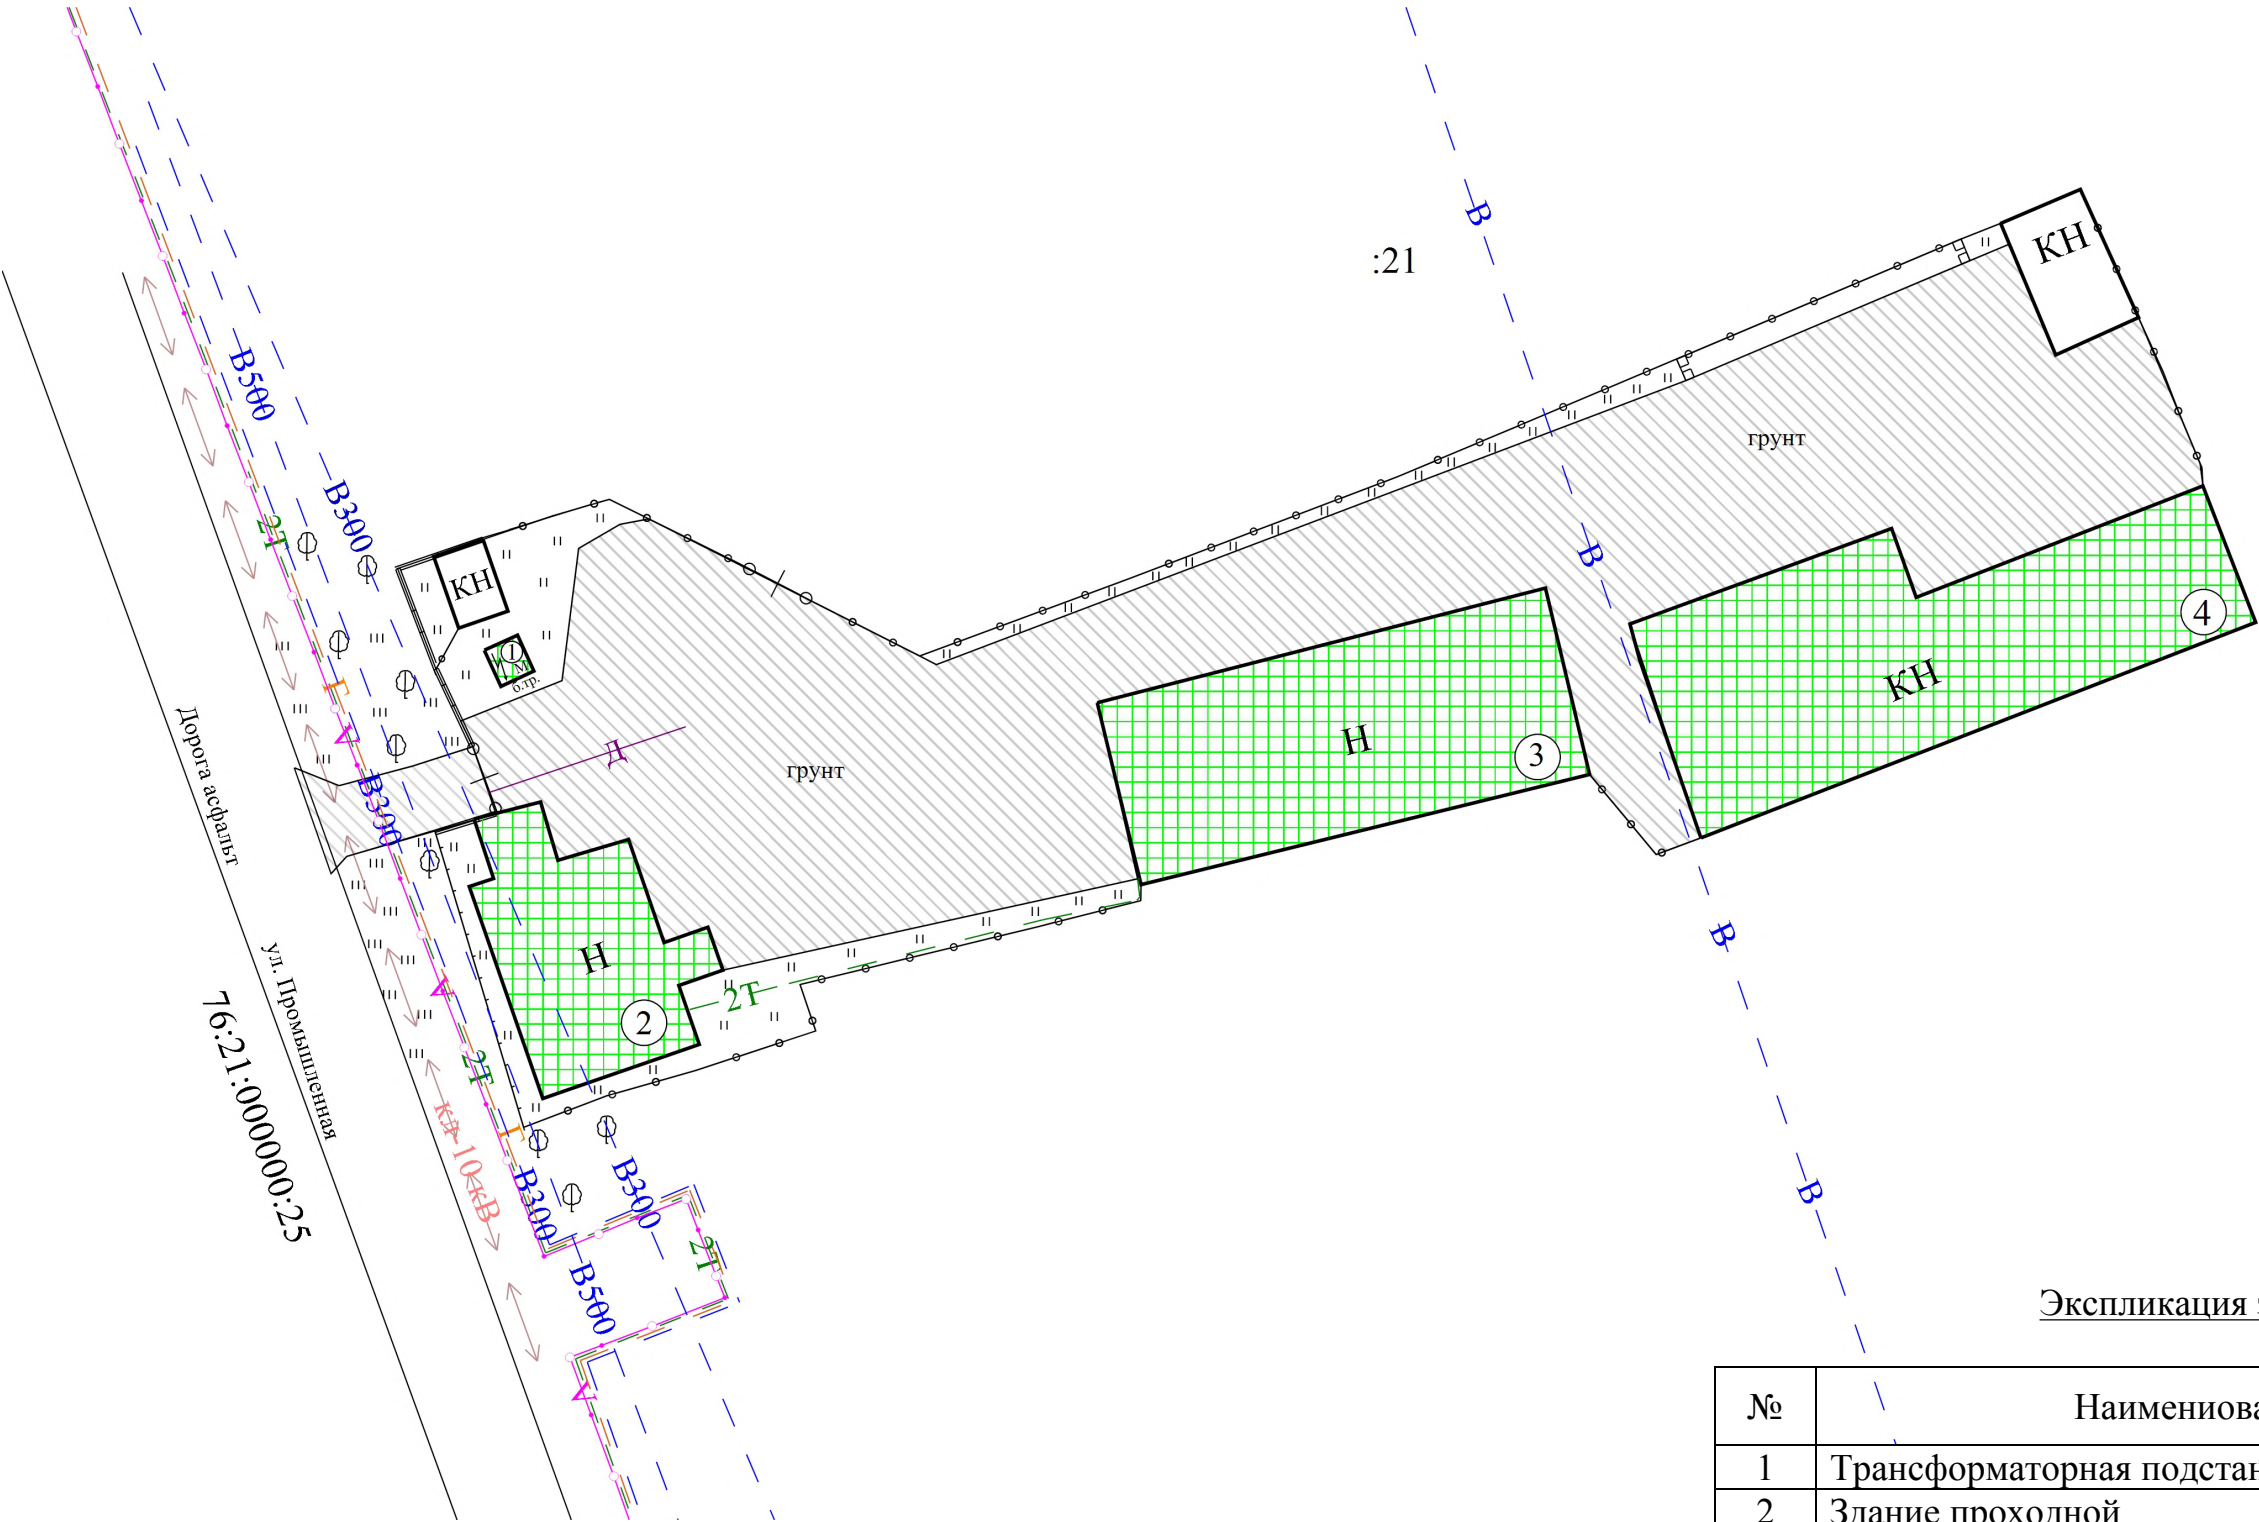 В
:21
КН
В500
В300
грунт
2Т
В
КН
1
М
б.тр.
4
КН
Г
У
Дорога асфальт
Д
В300
грунт
Н
3
Н
2
2Т
В
У
ул. Промышленная
76:21:000000:25
2Т
кл-10кВ
Г
В300
В300
В
2Т
В500
У
Экспликация
№
Наимениова
1
Трансформаторная подстан
2
Здание проходной